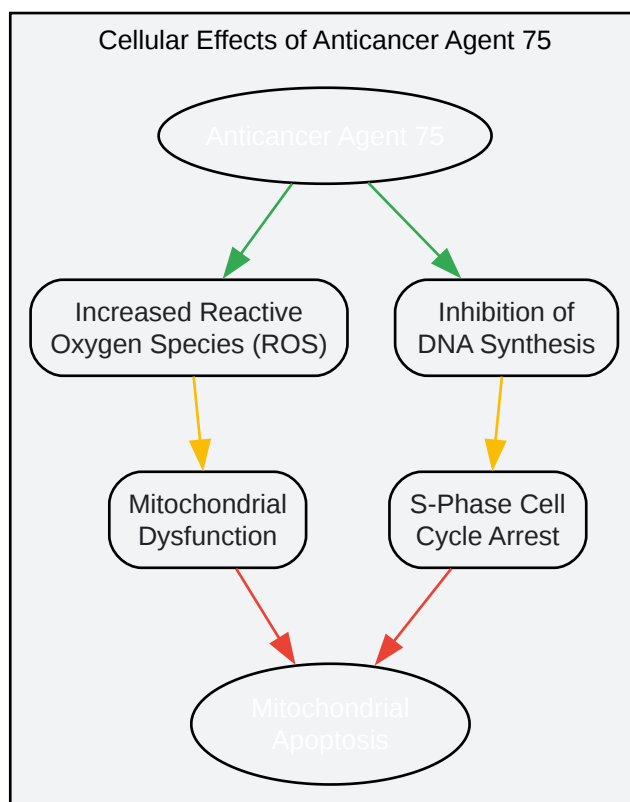 Cellular Effects of Anticancer Agent 75
Anticancer Agent 75
Increased Reactive
Oxygen Species (ROS)
Inhibition of
DNA Synthesis
Mitochondrial
Dysfunction
S-Phase Cell
Cycle Arrest
Mitochondrial
Apoptosis